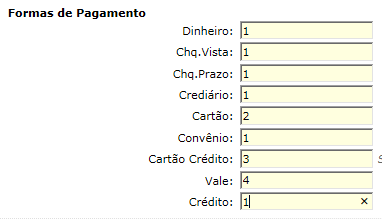 Formas de Pagamento
Dinheiro: 1
Chq.Vista: 1
Chq.Prazo: 1
Crediário: 1
Cartão: 2
Convênio: 1
Cartão Crédito: 3
Vale: 4
Crédito: 1 ×